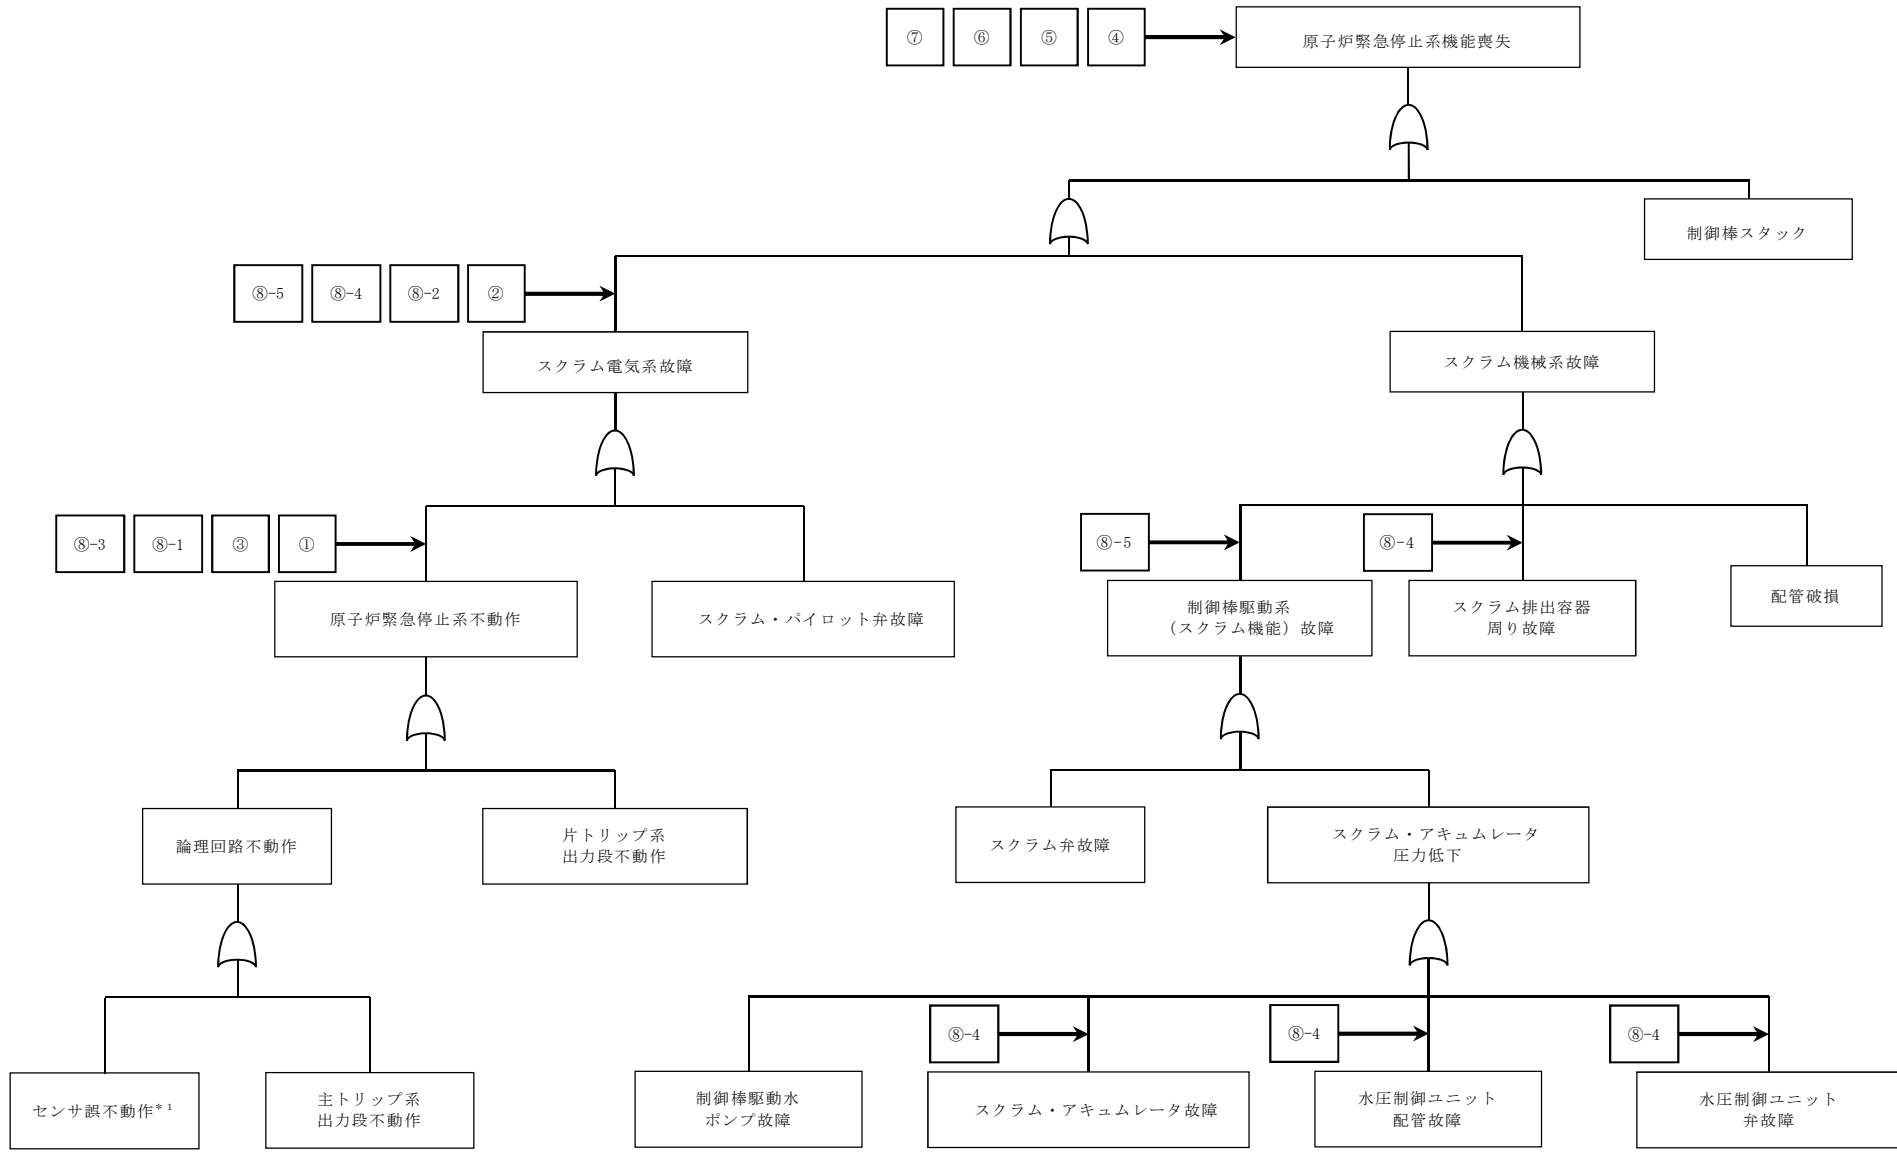 ⑦ ⑥ ⑤ ④
原子炉緊急停止系機能喪失
制御棒スタック
⑧-5 ⑧-4 ⑧-2 ②
スクラム電気系故障
スクラム機械系故障
⑧-3 ⑧-1 ③ ①
⑧-5
⑧-4
原子炉緊急停止系不動作
スクラム・パイロット弁故障
制御棒駆動系
（スクラム機能）故障
スクラム排出容器
周り故障
配管破損
論理回路不動作
片トリップ系
出力段不動作
スクラム弁故障
スクラム・アキュムレータ
圧力低下
⑧-4
⑧-4
⑧-4
センサ誤不動作*1
主トリップ系
出力段不動作
制御棒駆動水
ポンプ故障
スクラム・アキュムレータ故障
水圧制御ユニット
配管故障
水圧制御ユニット
弁故障